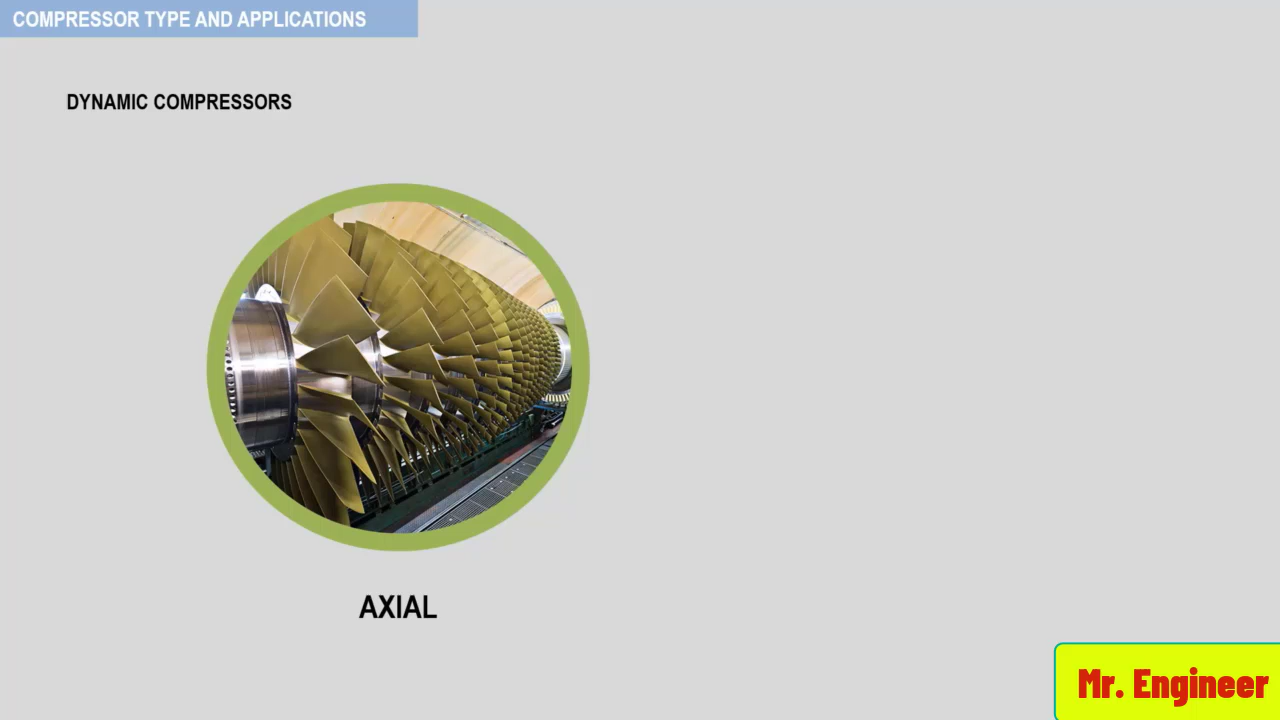 COMPRESSOR TYPE AND APPLICATIONS
DYNAMIC COMPRESSORS
AXIAL
Mr. Engineer